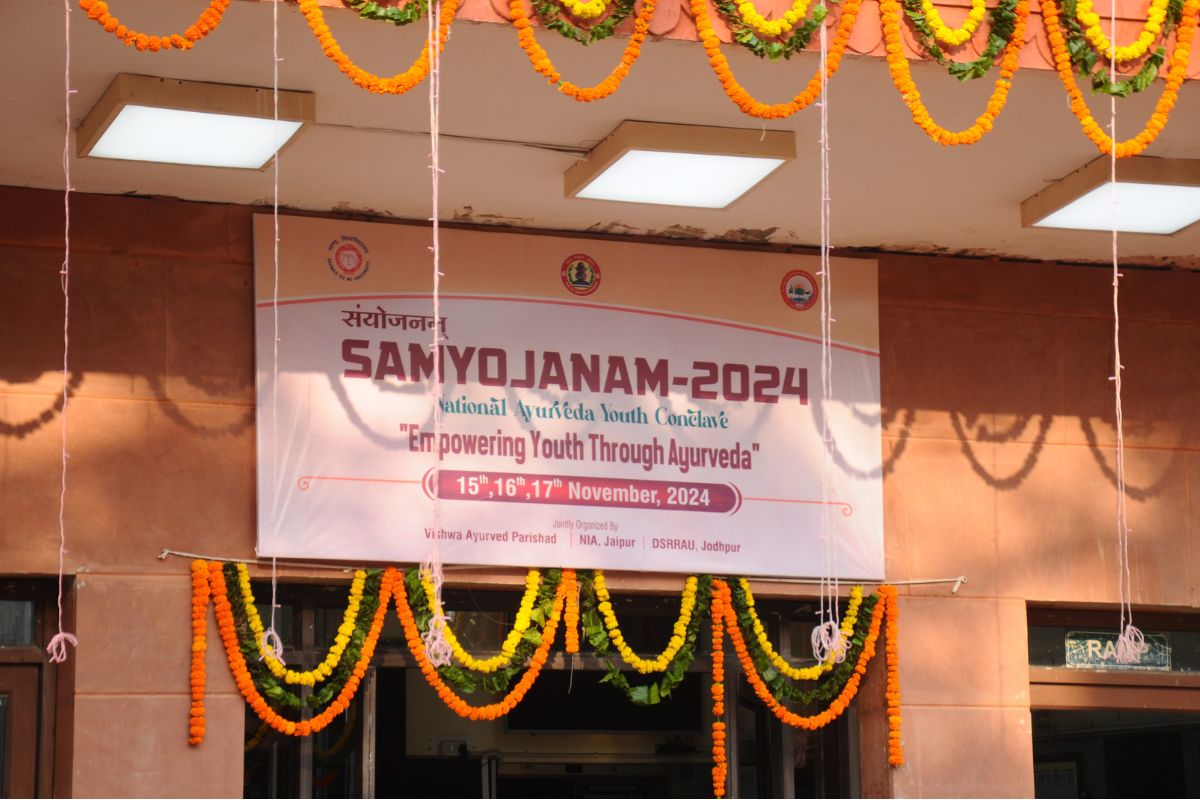 संयोजनम्
SAMYOJANAM-2024
National Ayurveda Youth Conclave
"Empowering Youth Through Ayurveda"
15th,16th,17th November, 2024
Jointly Organized By
Vishwa Ayurved Parishad | NIA, Jaipur | DSRRAU, Jodhpur